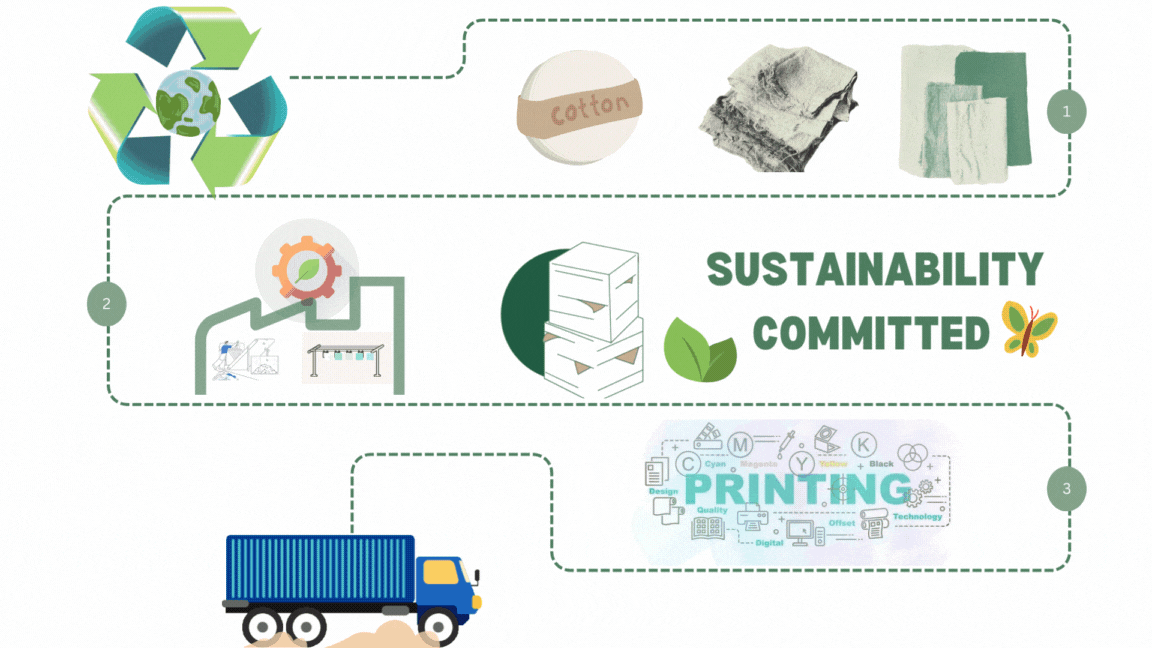 cotton
1
2
SUSTAINABILITY
COMMITTED
M
K
C
Cyan
Magenta
Y
Yellow
Black
Design
PRINTING
Quality
Offset
Technology
Digital
3